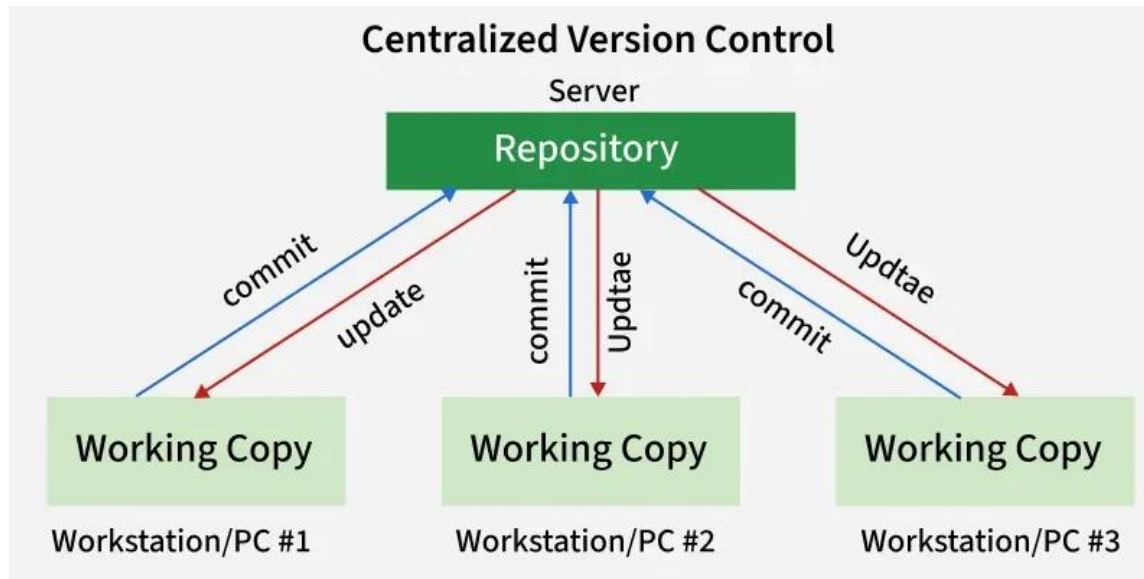 Centralized Version Control
Server
Repository
commit
update
commit
Updtae
commit
Updtae
Working Copy
Working Copy
Working Copy
Workstation/PC #1
Workstation/PC #2
Workstation/PC #3